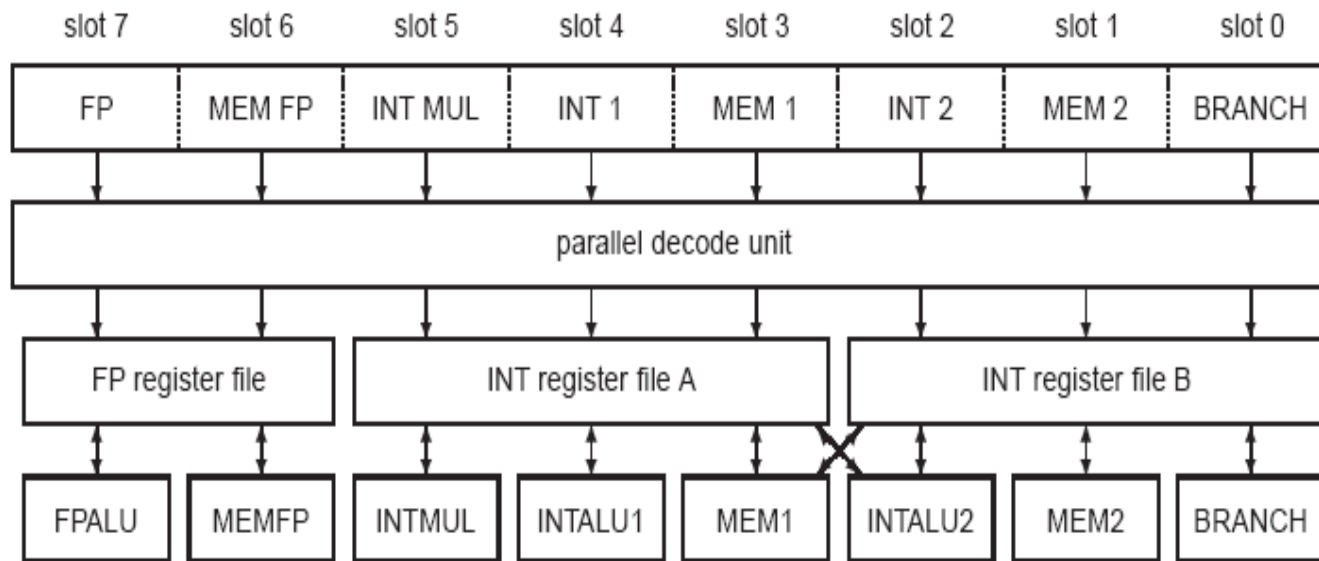 slot 7 slot 6 slot 5 slot 4 slot 3 slot 2 slot 1 slot 0
FP MEM FP INT MUL INT 1 MEM 1 INT 2 MEM 2 BRANCH
parallel decode unit
FP register file INT register file A INT register file B
FPALU MEMFP INTMUL INTALU1 MEM1 INTALU2 MEM2 BRANCH